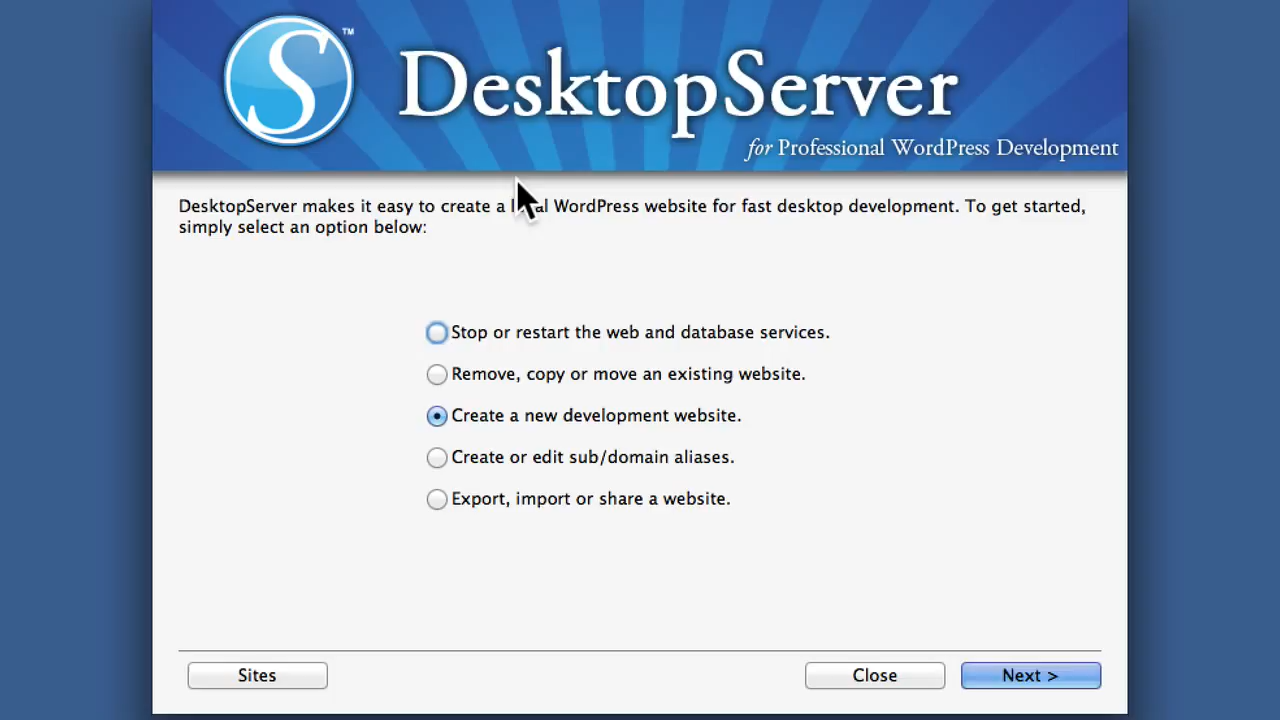 S ™
DesktopServer
for Professional WordPress Development
DesktopServer makes it easy to create a l al WordPress website for fast desktop development. To get started,
simply select an option below:
Stop or restart the web and database services.
Remove, copy or move an existing website.
Create a new development website.
Create or edit sub/domain aliases.
Export, import or share a website.
Sites
Close
Next >